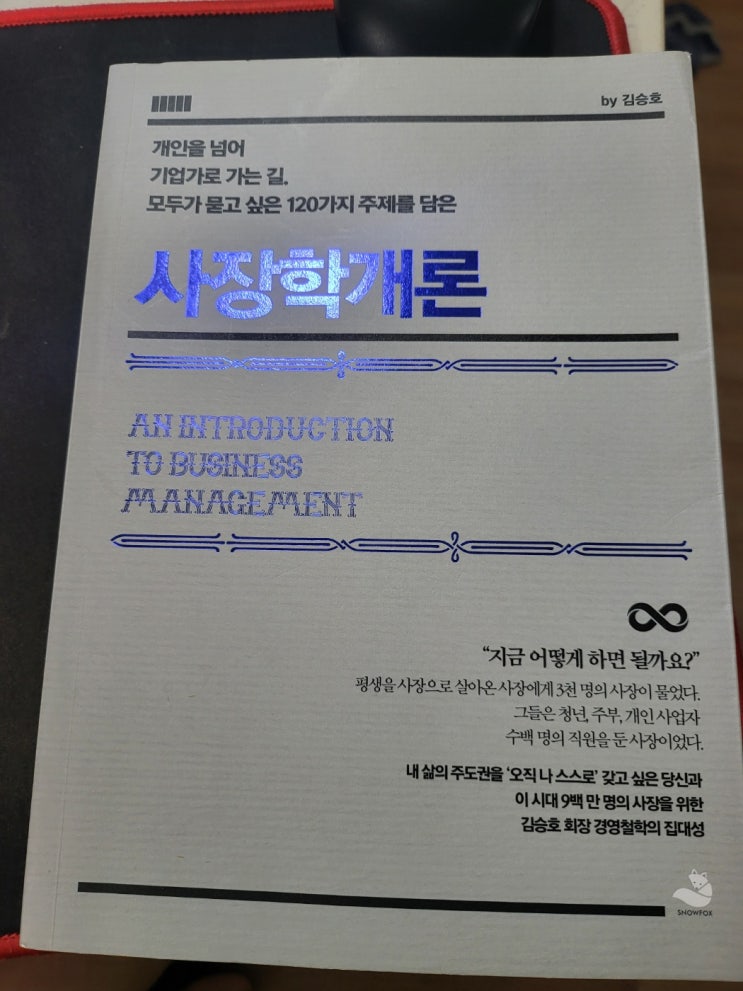 by 김승호
개인을 넘어
기업가로 가는 길.
모두가 묻고 싶은 120가지 주제를 담은
사장학개론
AN INTRODUCTION
TO BUSINESS
MANAGEMENT
“지금 어떻게 하면 될까요?”
평생을 사장으로 살아온 사장에게 3천 명의 사장이 물었다.
그들은 청년, 주부, 개인 사업자
수백 명의 직원을 둔 사장이었다.
내 삶의 주도권을 ‘오직 나 스스로’ 갖고 싶은 당신과
이 시대 9백 만 명의 사장을 위한
김승호 회장 경영철학의 집대성
SNOWFOX